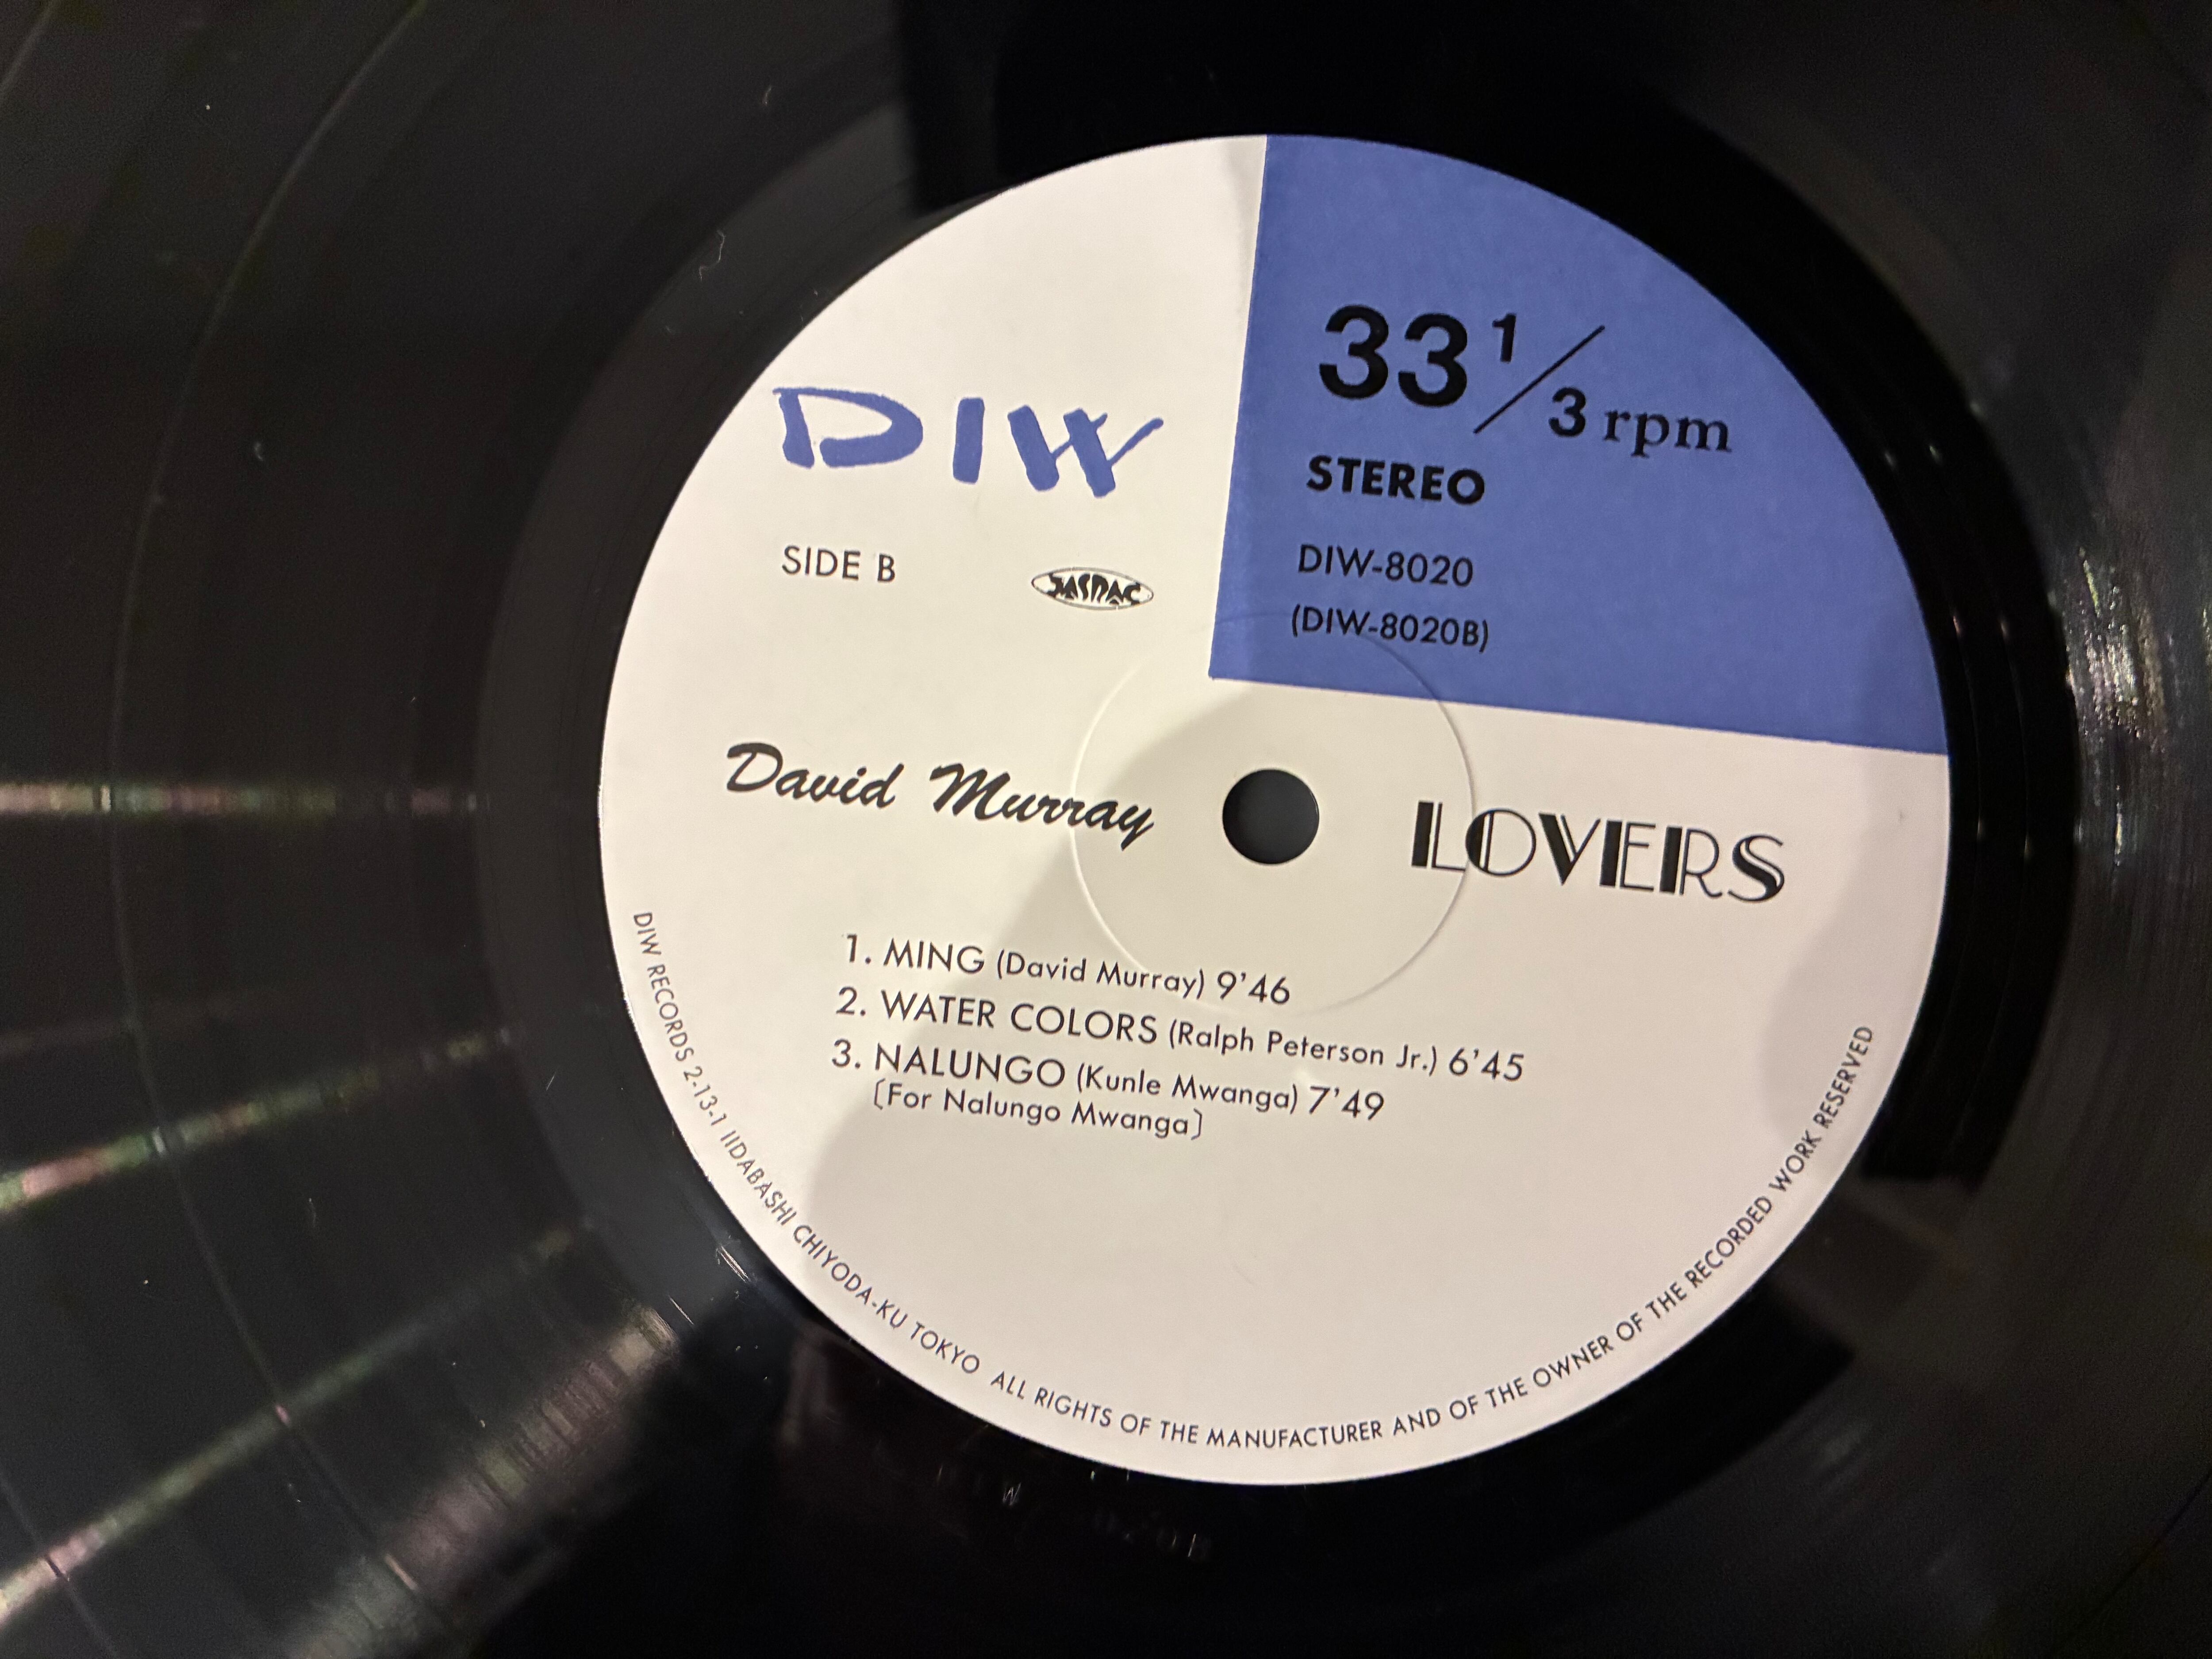 DIW
SIDE B
JASRAC
33 1/3 rpm
STEREO
DIW-8020
(DIW-8020B)
David Murray
LOVERS
1. MING (David Murray) 9'46
2. WATER COLORS (Ralph Peterson Jr.) 6'45
3. NALUNGO (Kunle Mwanga) 7'49
〔For Nalungo Mwanga〕
DIW RECORDS 2-13-1 IIDABASHI CHIYODA-KU TOKYO ALL RIGHTS OF THE MANUFACTURER AND OF THE OWNER OF THE RECORDED WORK RESERVED